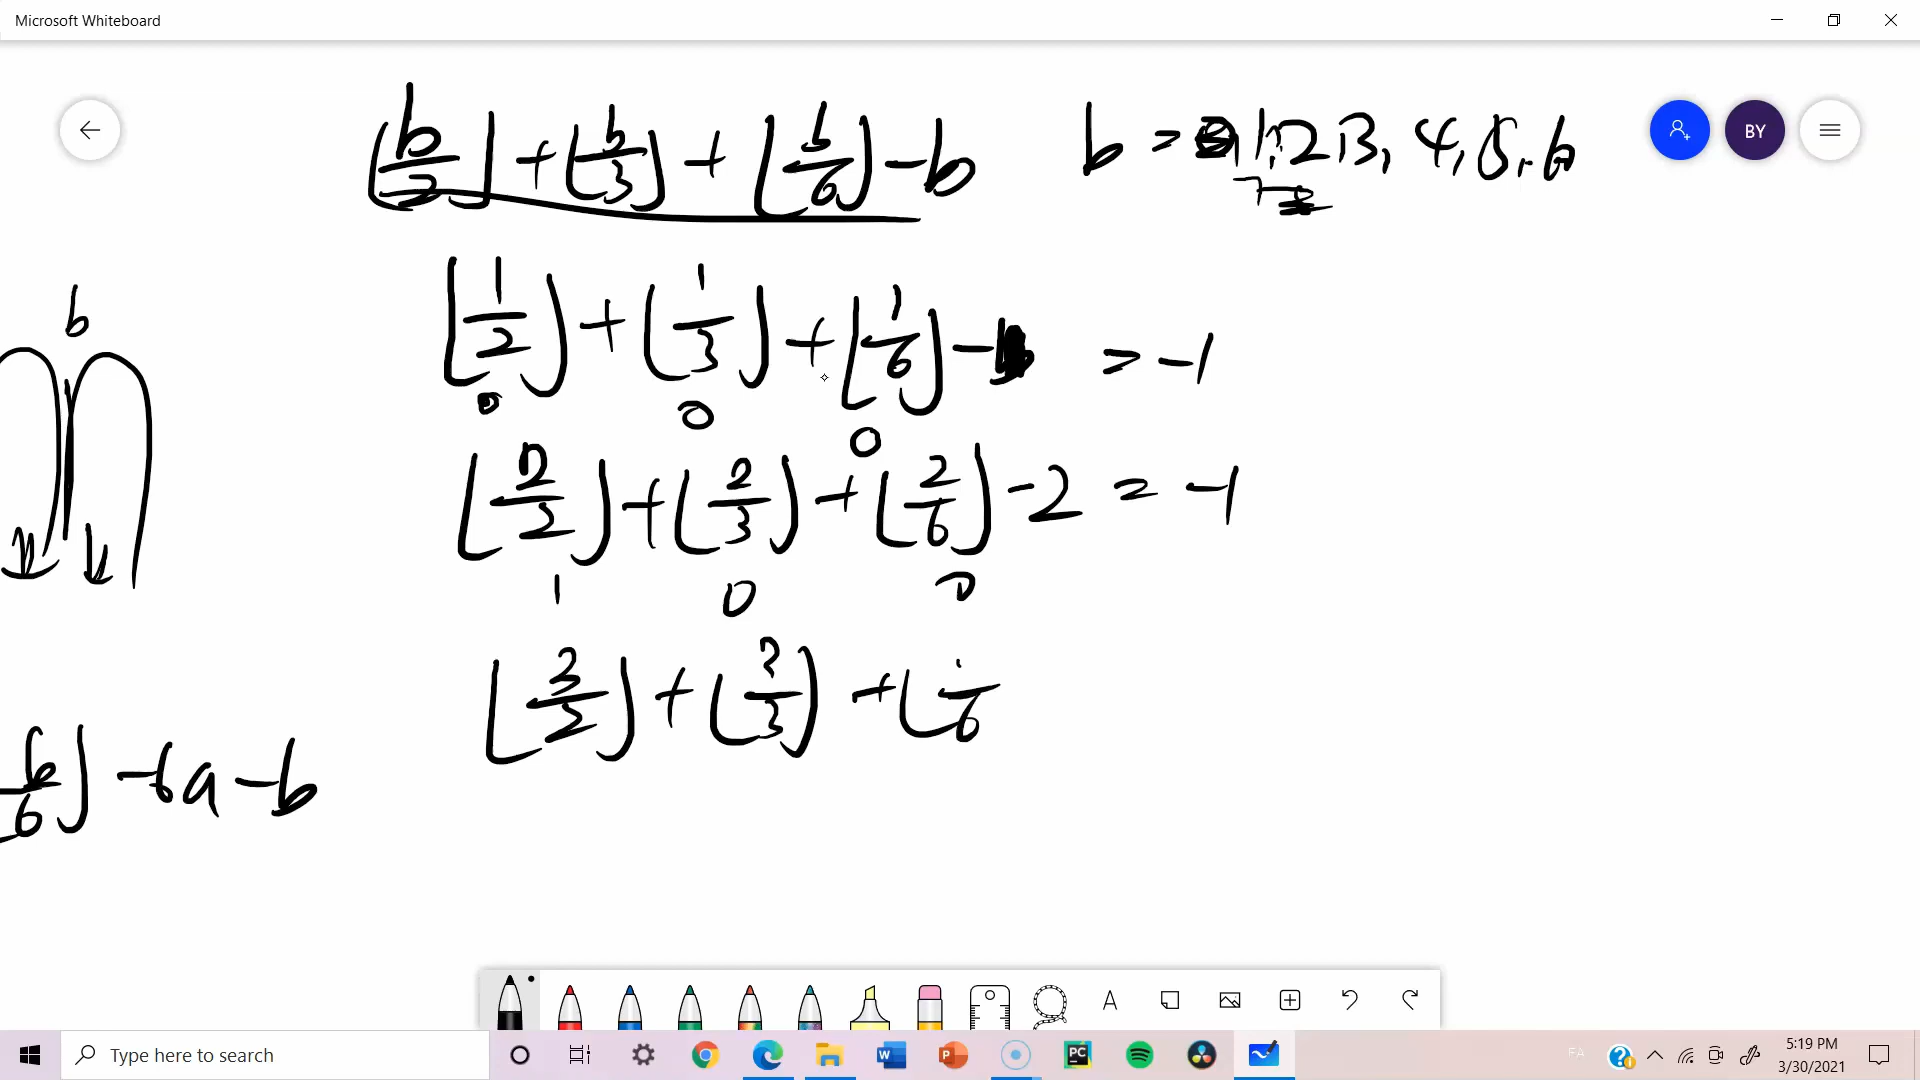 Microsoft Whiteboard
⌊b/2⌋ + ⌊b/3⌋ + ⌊b/6⌋ - b
b = 1, 2, 3, 4, 5, 6
BY
7
b
⌊1/2⌋ + ⌊1/3⌋ + ⌊1/6⌋ - 1 = -1
0 0 0
⌊2/2⌋ + ⌊2/3⌋ + ⌊2/6⌋ - 2 = -1
1 0 0
⌊3/2⌋ + ⌊3/3⌋ + ⌊ /6
b/6⌋ - 6a - b
A
Type here to search
W
P
PC
5:19 PM
3/30/2021